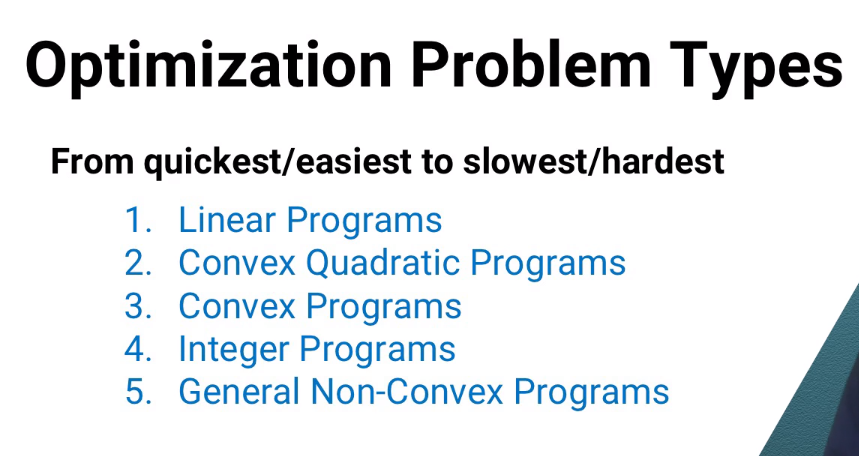 Optimization Problem Types
From quickest/easiest to slowest/hardest
1. Linear Programs
2. Convex Quadratic Programs
3. Convex Programs
4. Integer Programs
5. General Non-Convex Programs